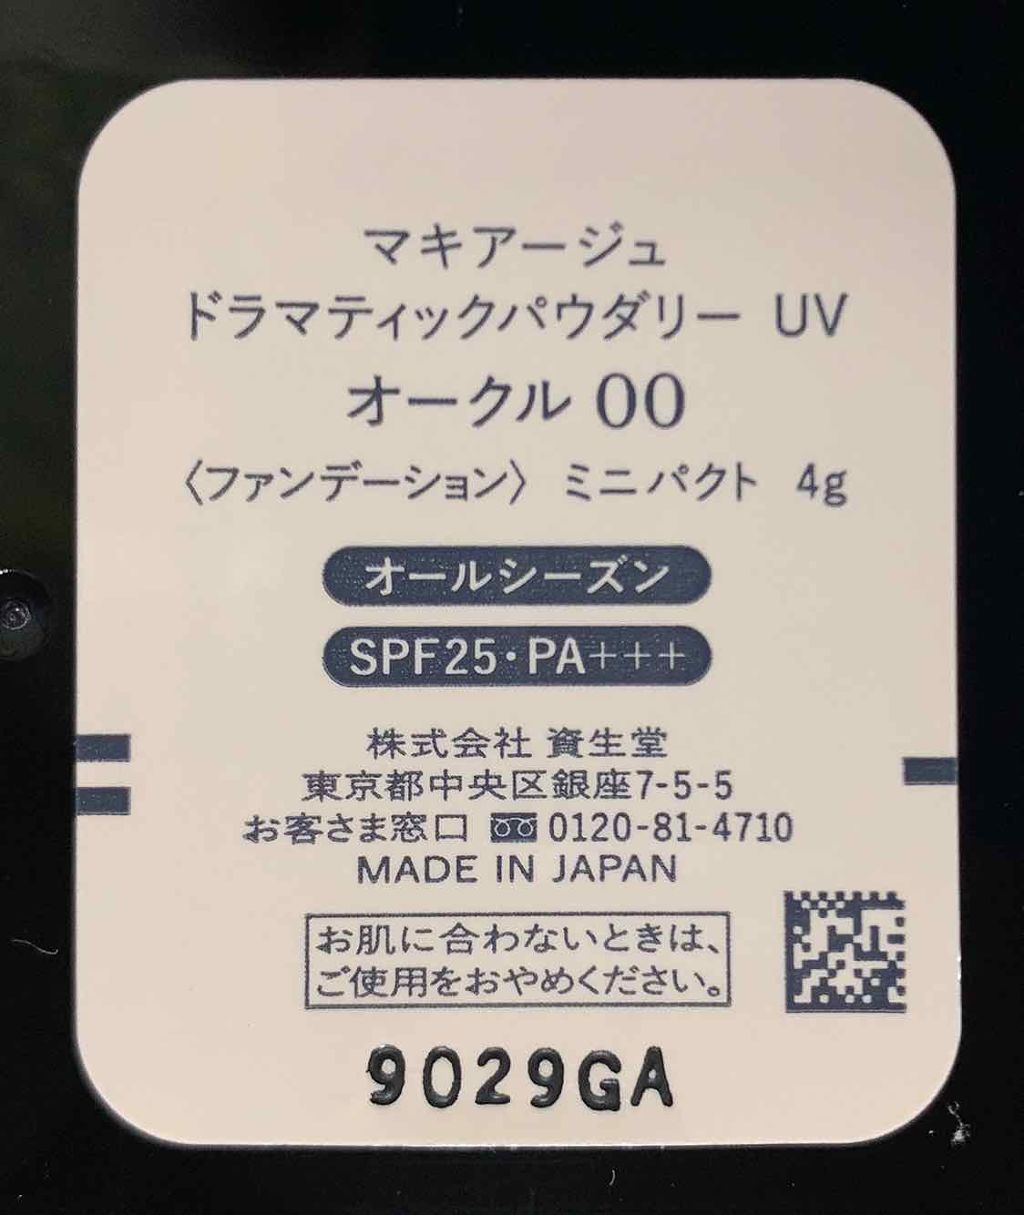 マキアージュ
ドラマティックパウダリー UV
オークル 00
〈ファンデーション〉 ミニパクト 4g
オールシーズン
SPF25・PA+++
株式会社 資生堂
東京都中央区銀座7-5-5
お客さま窓口 0120-81-4710
MADE IN JAPAN
お肌に合わないときは、
ご使用をおやめください。
9029GA